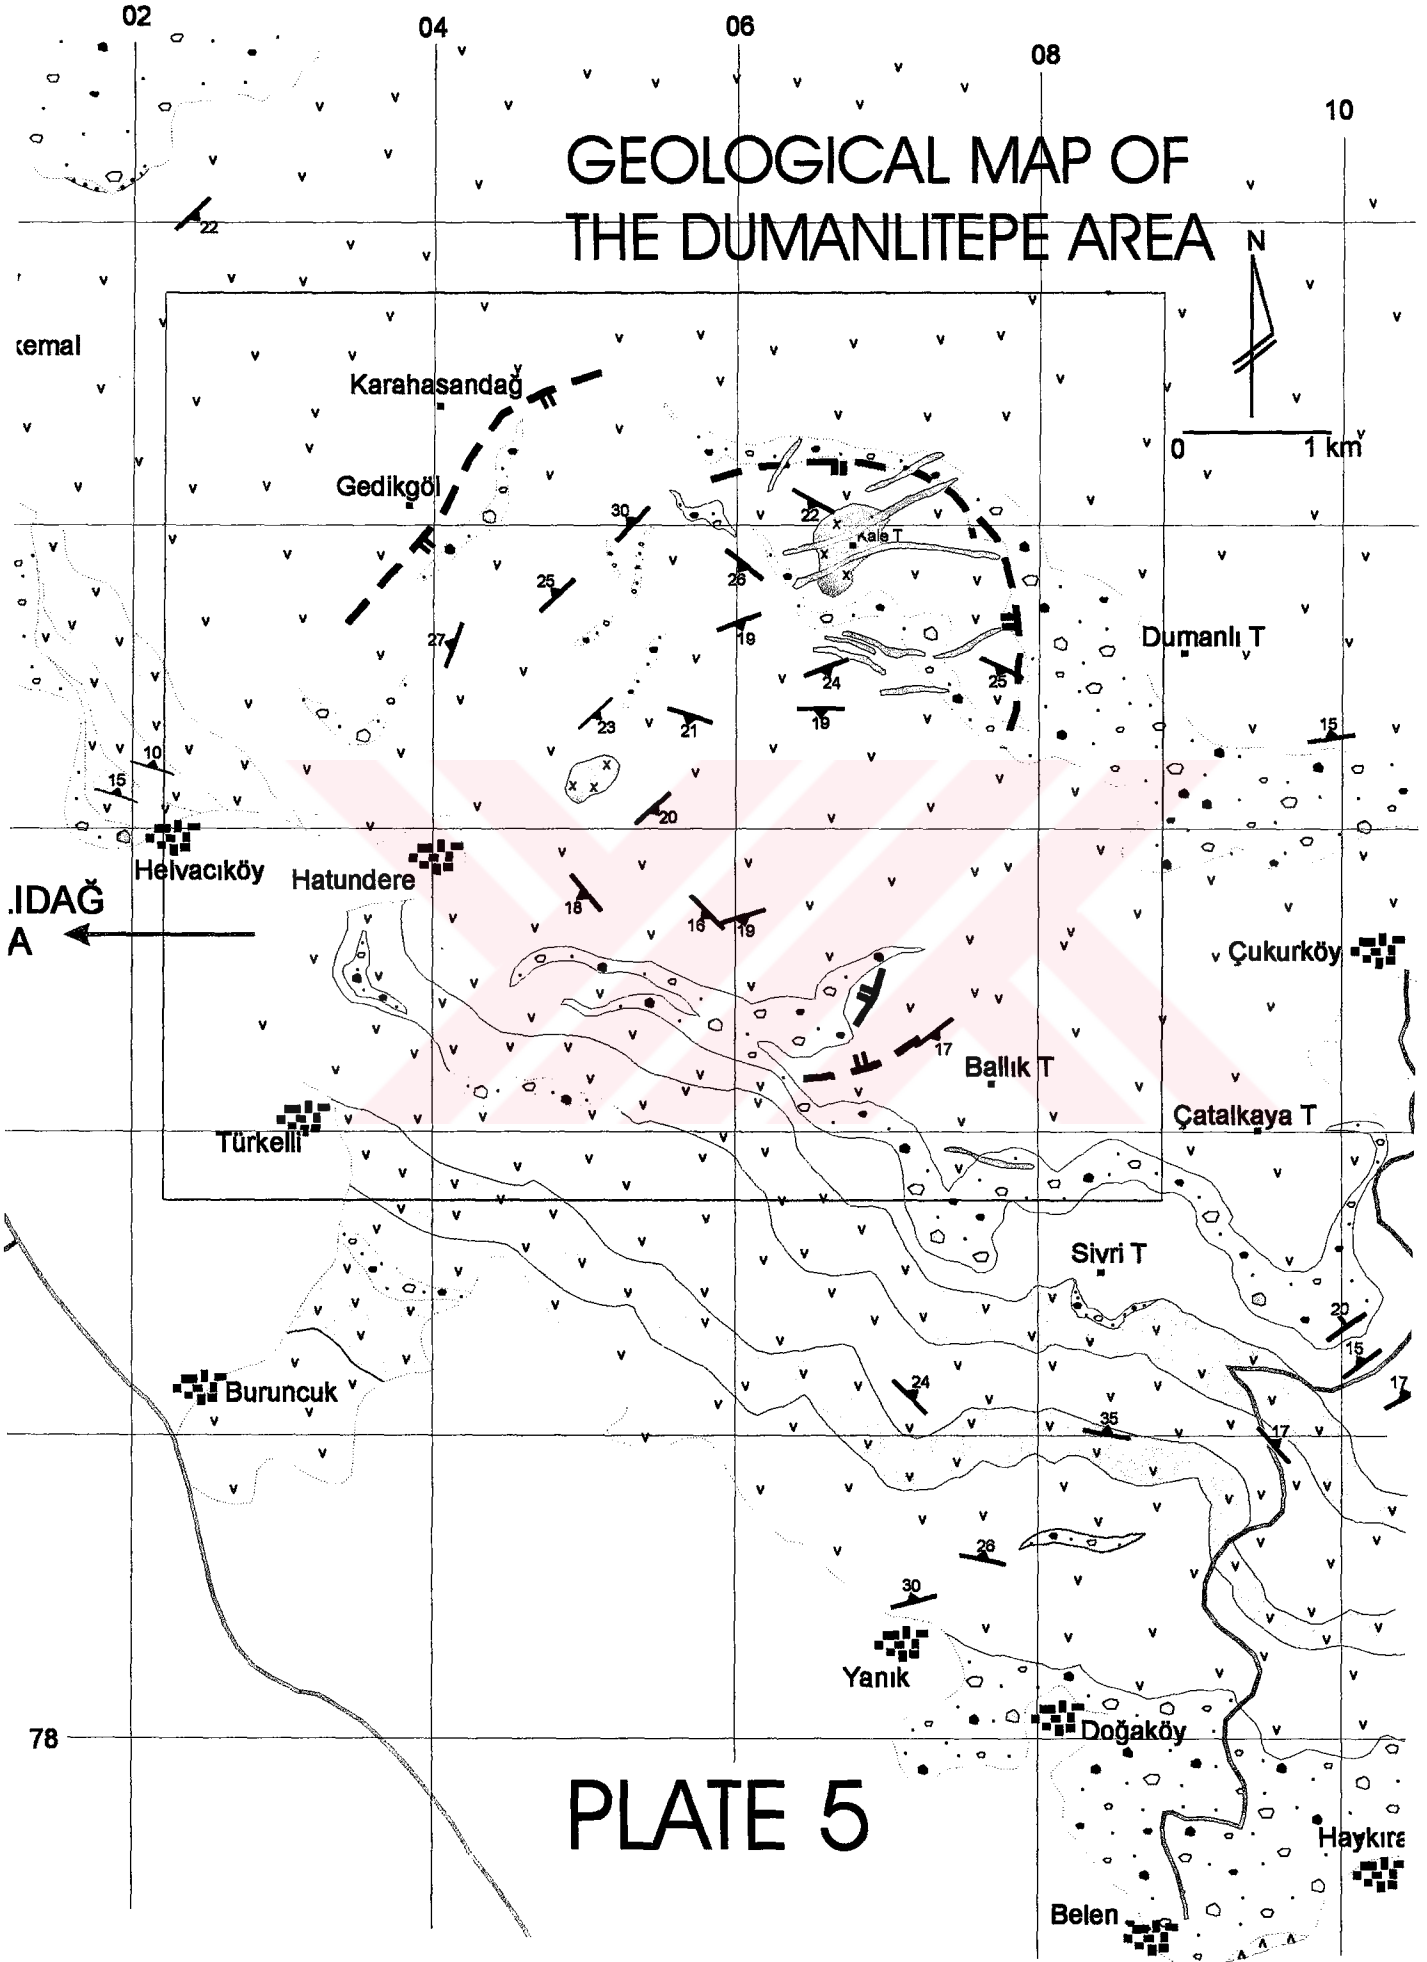 02
04
06
08
10
GEOLOGICAL MAP OF
THE DUMANLITEPE AREA
N
22
kemal
Karahasandağ
0 1 km
Gedikgöl
30
22
Kale T
25
26
27
19
Dumanlı T
24
25
23
21
19
15
10
15
20
Helvacıköy
Hatundere
.IDAĞ
A
18
16
19
Çukurköy
17
Ballık T
Çatalkaya T
Türkelli
Sivri T
20
15
17
Buruncuk
24
35
17
26
30
Yanık
78
Doğaköy
PLATE 5
Haykıra
Belen